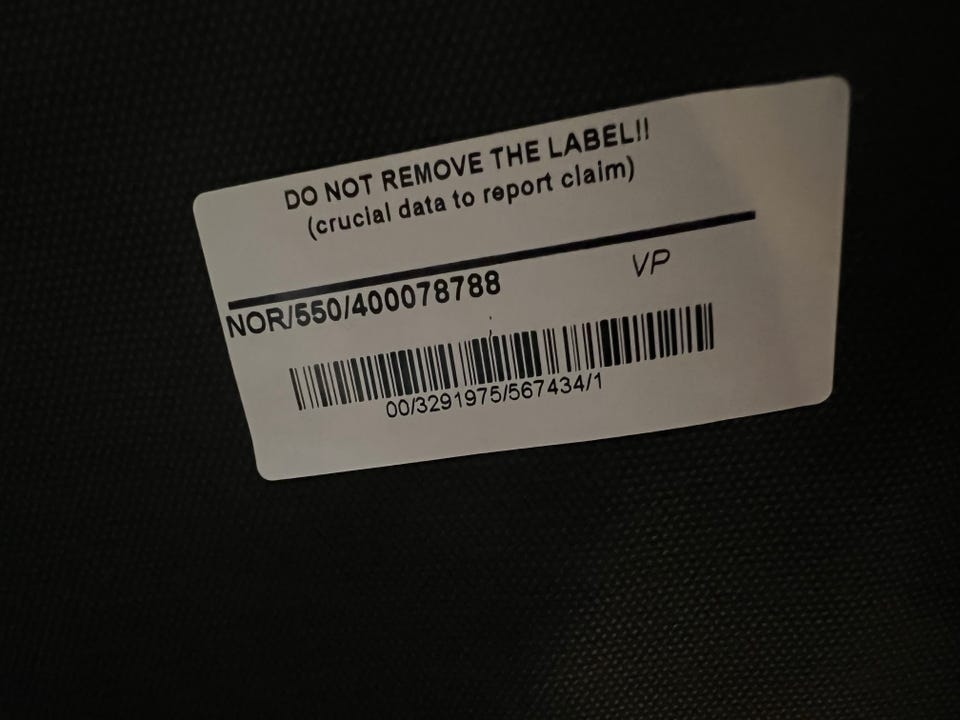 DO NOT REMOVE THE LABEL!!
(crucial data to report claim)
NOR/550/400078788 VP
00/3291975/567434/1